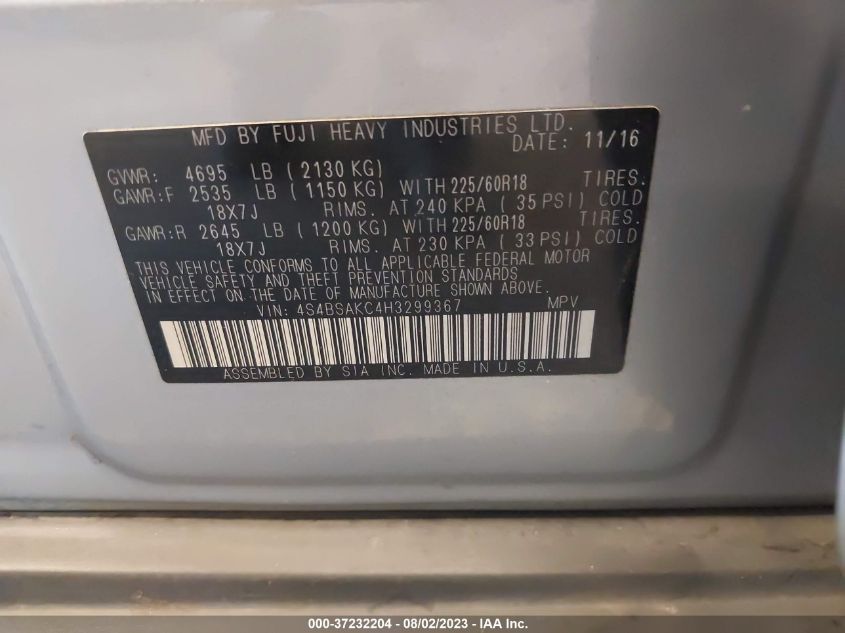 MFD BY FUJI HEAVY INDUSTRIES LTD.
DATE: 11/16
GVWR: 4695 LB ( 2130 KG)
GAWR:F 2535 LB ( 1150 KG) WITH 225/60R18 TIRES.
18X7J RIMS. AT 240 KPA ( 35 PSI) COLD
GAWR:R 2645 LB ( 1200 KG) WITH 225/60R18 TIRES.
18X7J RIMS. AT 230 KPA ( 33 PSI) COLD
THIS VEHICLE CONFORMS TO ALL APPLICABLE FEDERAL MOTOR
VEHICLE SAFETY AND THEFT PREVENTION STANDARDS
IN EFFECT ON THE DATE OF MANUFACTURE SHOWN ABOVE.
VIN: 4S4BSAKC4H3299367 MPV
ASSEMBLED BY SIA INC. MADE IN U.S.A.
000-37232204 - 08/02/2023 - IAA Inc.